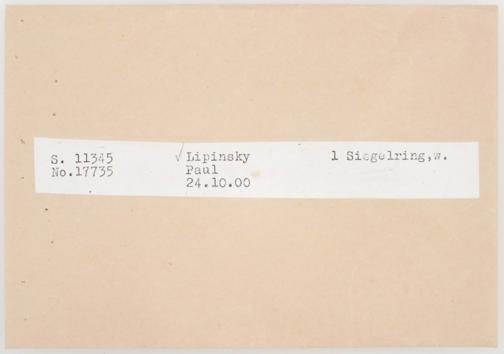 S. 11345 √ Lipinsky 1 Siegelring,w.
No.17735 Paul
24.10.00